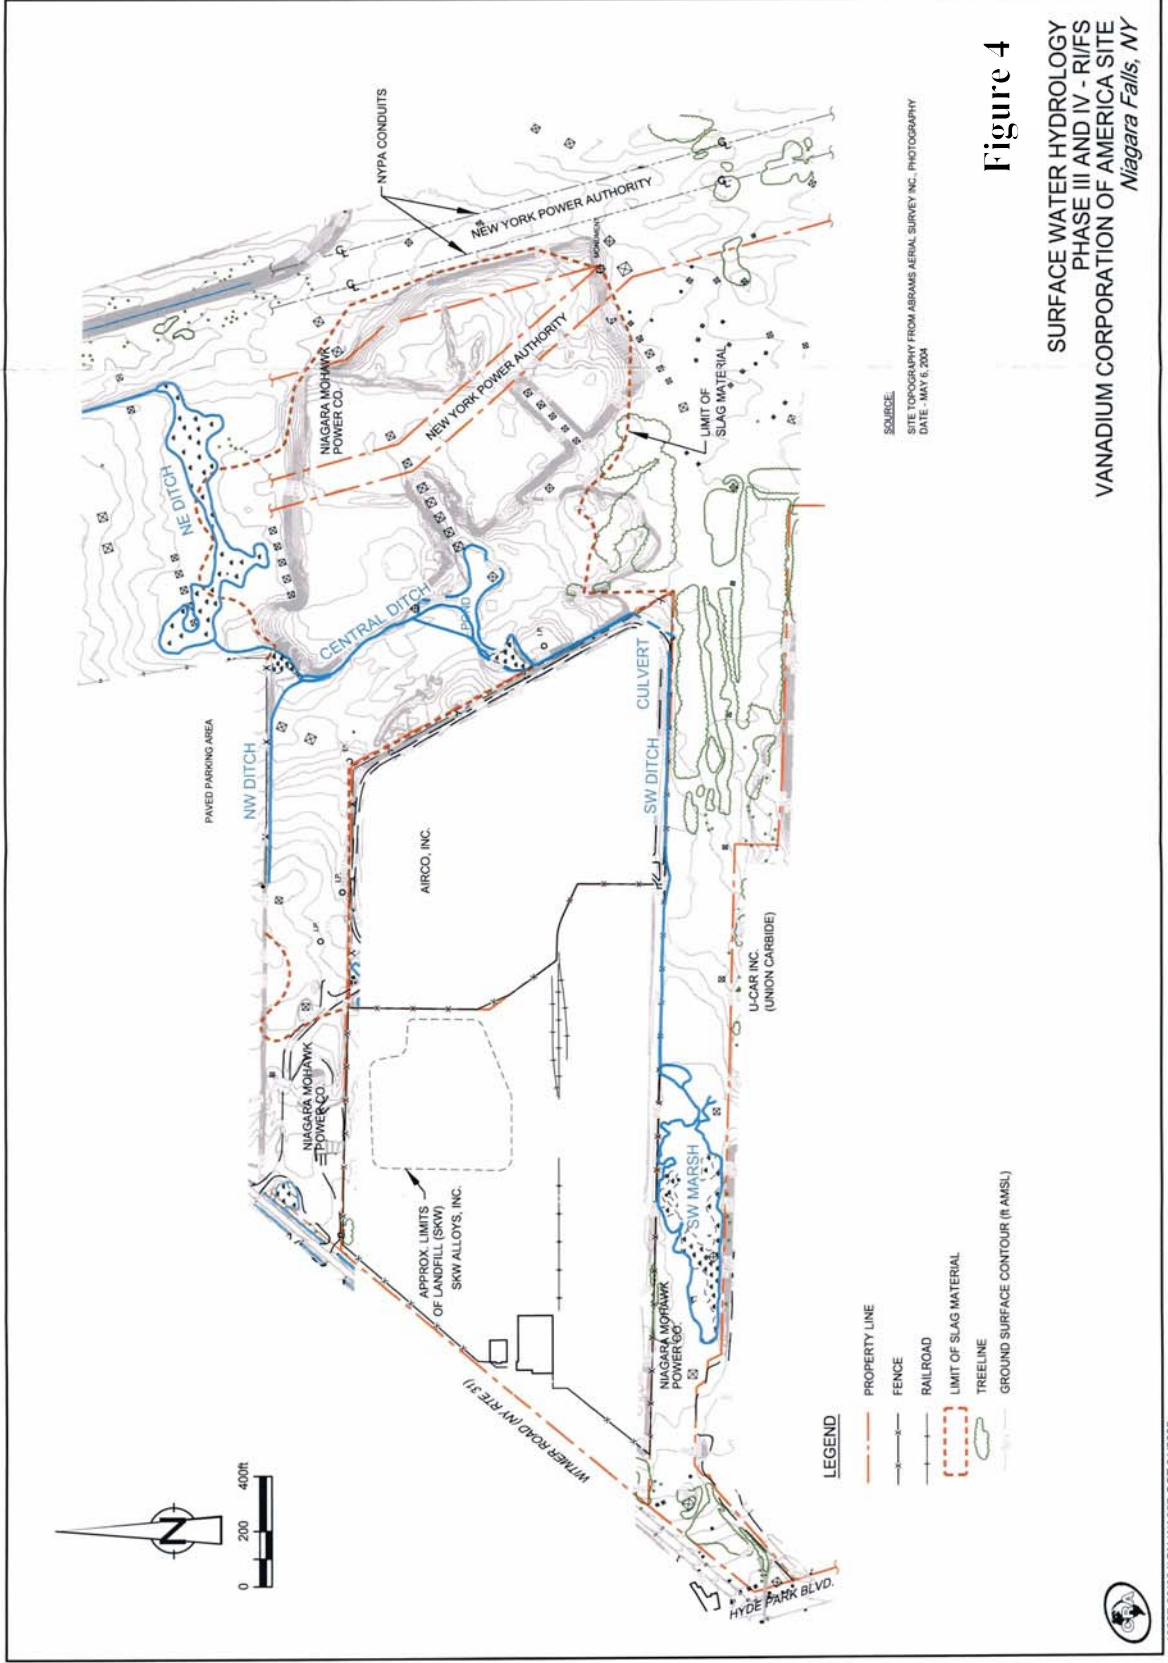 NYPA CONDUITS
NEW YORK POWER AUTHORITY
MONUMENT
NIAGARA MOHAWK
POWER CO.
NEW YORK POWER AUTHORITY
LIMIT OF
SLAG MATERIAL
NE DITCH
CENTRAL DITCH
POND
I.P.
PAVED PARKING AREA
NW DITCH
CULVERT
SW DITCH
I.P.
I.P.
I.P.
AIRCO, INC.
U-CAR INC.
(UNION CARBIDE)
NIAGARA MOHAWK
POWER CO.
APPROX. LIMITS
OF LANDFILL (SKW)
SKW ALLOYS, INC.
SW MARSH
NIAGARA MOHAWK
POWER CO.
WITMER ROAD (NY RTE 31)
HYDE PARK BLVD.
N
0 200 400ft
LEGEND
PROPERTY LINE
FENCE
RAILROAD
LIMIT OF SLAG MATERIAL
TREELINE
GROUND SURFACE CONTOUR (ft AMSL)
SOURCE:
SITE TOPOGRAPHY FROM ABRAMS AERIAL SURVEY INC., PHOTOGRAPHY
DATE - MAY 6, 2004
Figure 4
SURFACE WATER HYDROLOGY
PHASE III AND IV - RI/FS
VANADIUM CORPORATION OF AMERICA SITE
Niagara Falls, NY
CRA